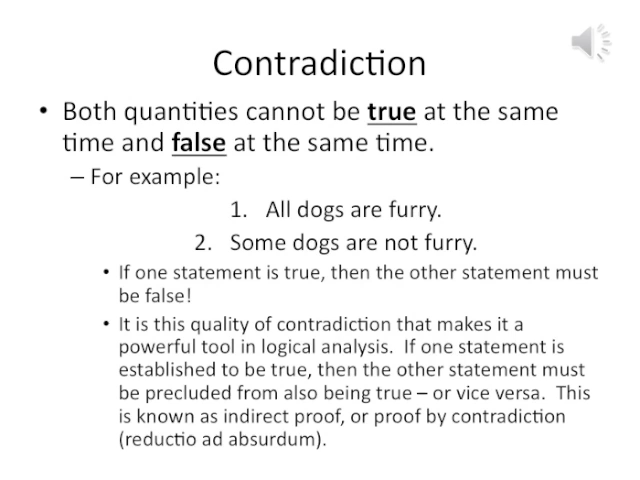 Contradiction
• Both quantities cannot be true at the same
time and false at the same time.
– For example:
1. All dogs are furry.
2. Some dogs are not furry.
• If one statement is true, then the other statement must
be false!
• It is this quality of contradiction that makes it a
powerful tool in logical analysis. If one statement is
established to be true, then the other statement must
be precluded from also being true – or vice versa. This
is known as indirect proof, or proof by contradiction
(reductio ad absurdum).